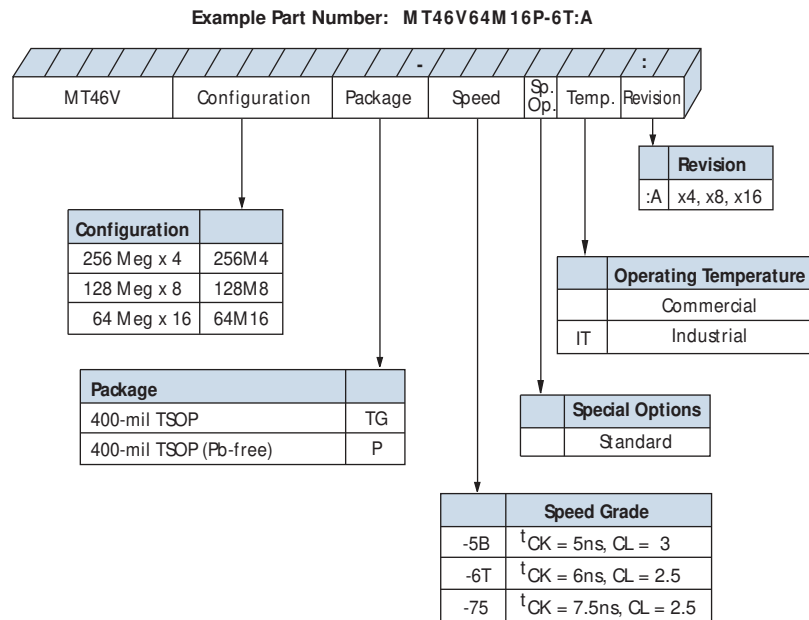 Example Part Number: MT46V64M16P-6T:A
- :
MT46V Configuration Package Speed Sp. Op. Temp. Revision
Revision
:A x4, x8, x16
Configuration
256 Meg x 4 256M4
128 Meg x 8 128M8
64 Meg x 16 64M16
Operating Temperature
Commercial
IT Industrial
Package
400-mil TSOP TG
400-mil TSOP (Pb-free) P
Special Options
Standard
Speed Grade
-5B tCK = 5ns, CL = 3
-6T tCK = 6ns, CL = 2.5
-75 tCK = 7.5ns, CL = 2.5